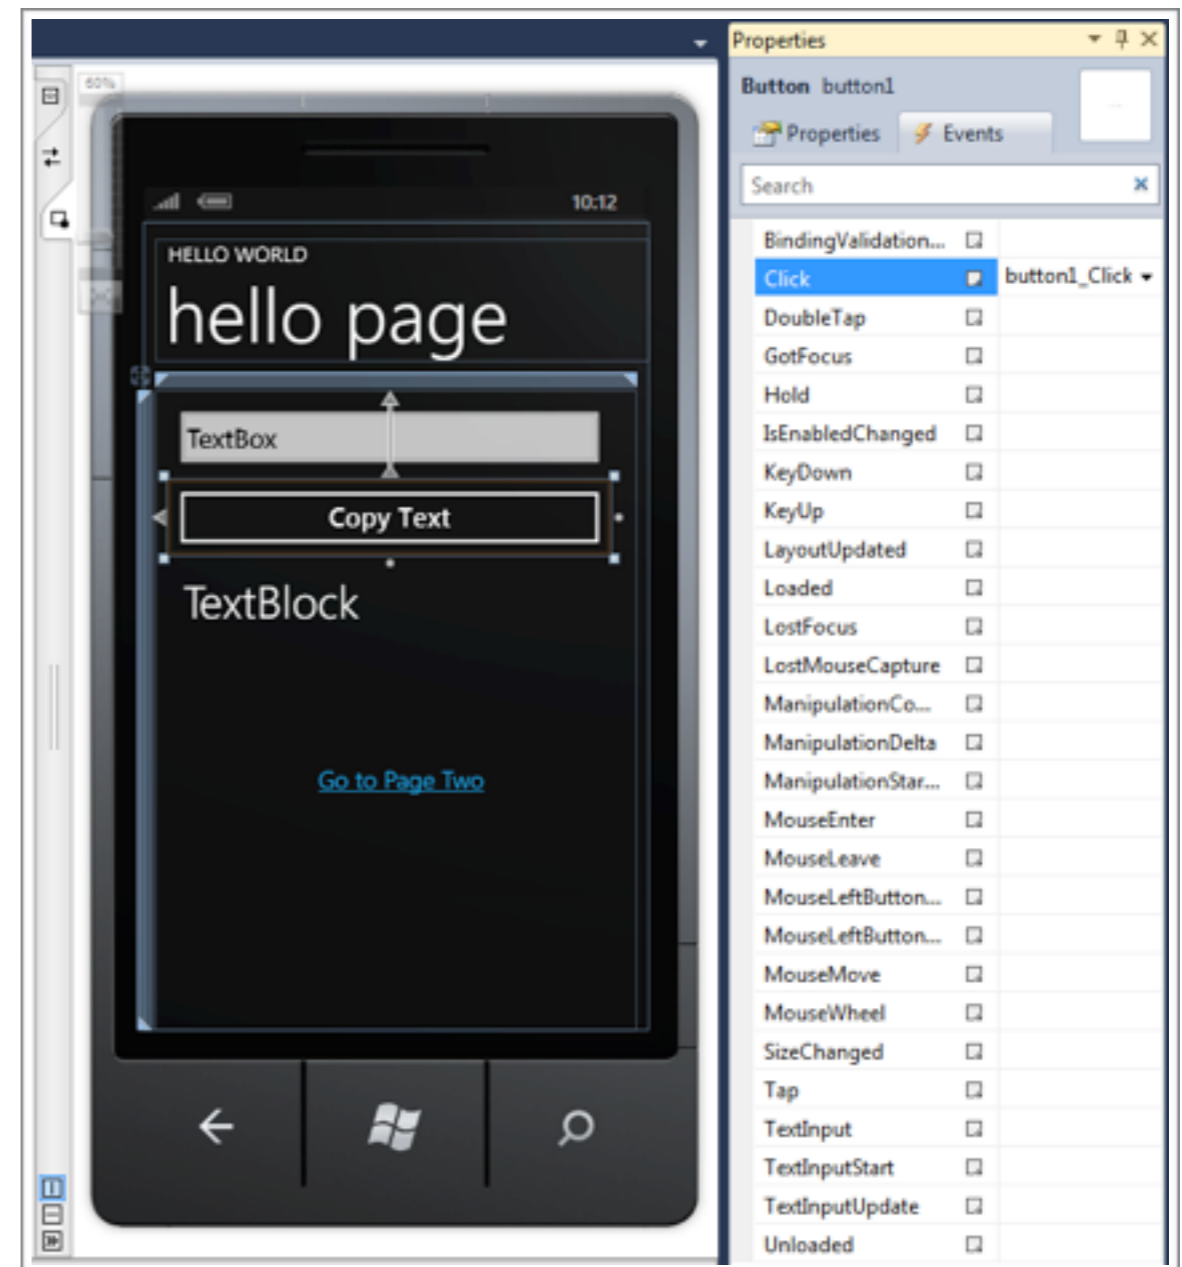 Properties
Button button1
Properties Events
Search
60%
10:12
HELLO WORLD
hello page
TextBox
Copy Text
TextBlock
Go to Page Two
BindingValidation...
Click button1_Click
DoubleTap
GotFocus
Hold
IsEnabledChanged
KeyDown
KeyUp
LayoutUpdated
Loaded
LostFocus
LostMouseCapture
ManipulationCo...
ManipulationDelta
ManipulationStar...
MouseEnter
MouseLeave
MouseLeftButton...
MouseLeftButton...
MouseMove
MouseWheel
SizeChanged
Tap
TextInput
TextInputStart
TextInputUpdate
Unloaded